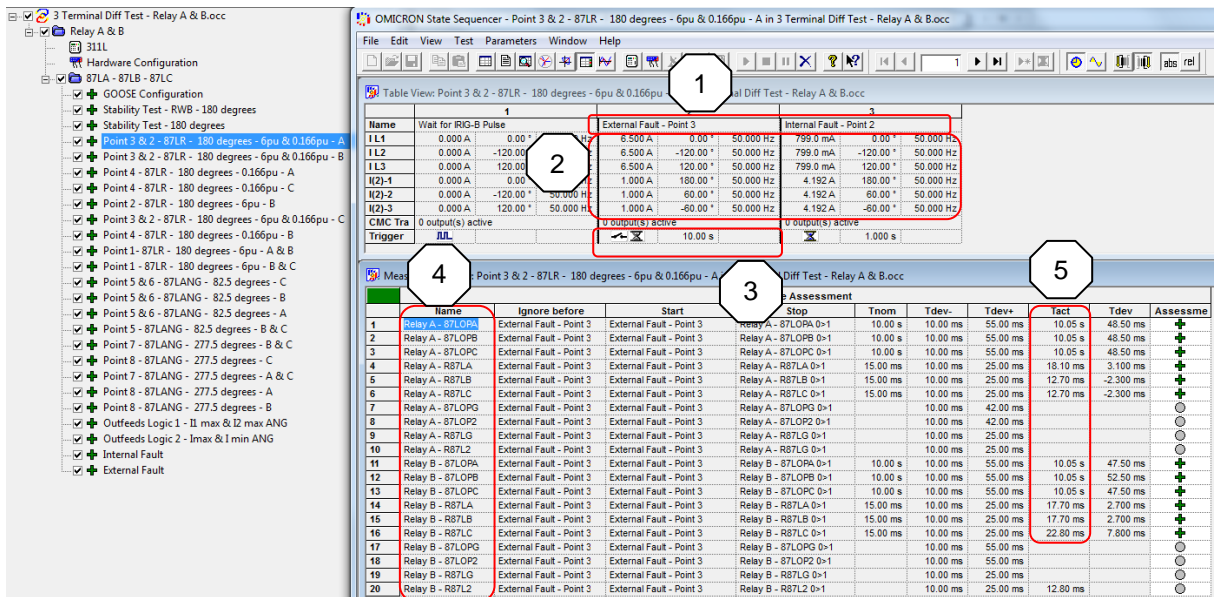 3 Terminal Diff Test - Relay A & B.occ
Relay A & B
311L
Hardware Configuration
87LA - 87LB - 87LC
GOOSE Configuration
Stability Test - RWB - 180 degrees
Stability Test - 180 degrees
Point 3 & 2 - 87LR - 180 degrees - 6pu & 0.166pu - A
Point 3 & 2 - 87LR - 180 degrees - 6pu & 0.166pu - B
Point 4 - 87LR - 180 degrees - 0.166pu - A
Point 4 - 87LR - 180 degrees - 0.166pu - C
Point 2 - 87LR - 180 degrees - 6pu - B
Point 3 & 2 - 87LR - 180 degrees - 6pu & 0.166pu - C
Point 4 - 87LR - 180 degrees - 0.166pu - B
Point 1- 87LR - 180 degrees - 6pu - A & B
Point 1 - 87LR - 180 degrees - 6pu - B & C
Point 5 & 6 - 87LANG - 82.5 degrees - C
Point 5 & 6 - 87LANG - 82.5 degrees - B
Point 5 & 6 - 87LANG - 82.5 degrees - A
Point 5 - 87LANG - 82.5 degrees - B & C
Point 7 - 87LANG - 277.5 degrees - B & C
Point 8 - 87LANG - 277.5 degrees - C
Point 7 - 87LANG - 277.5 degrees - A & C
Point 8 - 87LANG - 277.5 degrees - A
Point 8 - 87LANG - 277.5 degrees - B
Outfeeds Logic 1 - I1 max & I2 max ANG
Outfeeds Logic 2 - Imax & I min ANG
Internal Fault
External Fault
OMICRON State Sequencer - Point 3 & 2 - 87LR - 180 degrees - 6pu & 0.166pu - A in 3 Terminal Diff Test - Relay A & B.occ
File Edit View Test Parameters Window Help
1 abs rel
1
Table View: Point 3 & 2 - 87LR - 180 degrees - 6pu & 0.166pu al Diff Test - Relay A & B.occ
1 3
Name Wait for IRIG-B Pulse External Fault - Point 3 Internal Fault - Point 2
I L1 0.000 A 0.00 ° Hz 6.500 A 0.00 ° 50.000 Hz 799.0 mA 0.00 ° 50.000 Hz
I L2 0.000 A -120.00 ° 6.500 A -120.00 ° 50.000 Hz 799.0 mA -120.00 ° 50.000 Hz
I L3 0.000 A 120.00 6.500 A 120.00 ° 50.000 Hz 799.0 mA 120.00 ° 50.000 Hz
2
I(2)-1 0.000 A 0.00 1.000 A 180.00 ° 50.000 Hz 4.192 A 180.00 ° 50.000 Hz
I(2)-2 0.000 A -120.00 ° 50.000 Hz 1.000 A 60.00 ° 50.000 Hz 4.192 A 60.00 ° 50.000 Hz
I(2)-3 0.000 A 120.00 ° 50.000 Hz 1.000 A -60.00 ° 50.000 Hz 4.192 A -60.00 ° 50.000 Hz
CMC Tra 0 output(s) active 0 output(s) active 0 output(s) active
Trigger 10.00 s 1.000 s
Mea : Point 3 & 2 - 87LR - 180 degrees - 6pu & 0.166pu - A Diff Test - Relay A & B.occ
4
3
5
e Assessment
Name Ignore before Start Stop Tnom Tdev- Tdev+ Tact Tdev Assessme
1 Relay A - 87LOPA External Fault - Point 3 External Fault - Point 3 Relay A - 87LOPA 0>1 10.00 s 10.00 ms 55.00 ms 10.05 s 48.50 ms
2 Relay A - 87LOPB External Fault - Point 3 External Fault - Point 3 Relay A - 87LOPB 0>1 10.00 s 10.00 ms 55.00 ms 10.05 s 48.50 ms
3 Relay A - 87LOPC External Fault - Point 3 External Fault - Point 3 Relay A - 87LOPC 0>1 10.00 s 10.00 ms 55.00 ms 10.05 s 48.50 ms
4 Relay A - R87LA External Fault - Point 3 External Fault - Point 3 Relay A - R87LA 0>1 15.00 ms 10.00 ms 25.00 ms 18.10 ms 3.100 ms
5 Relay A - R87LB External Fault - Point 3 External Fault - Point 3 Relay A - R87LB 0>1 15.00 ms 10.00 ms 25.00 ms 12.70 ms -2.300 ms
6 Relay A - R87LC External Fault - Point 3 External Fault - Point 3 Relay A - R87LC 0>1 15.00 ms 10.00 ms 25.00 ms 12.70 ms -2.300 ms
7 Relay A - 87LOPG External Fault - Point 3 External Fault - Point 3 Relay A - 87LOPG 0>1 10.00 ms 42.00 ms
8 Relay A - 87LOP2 External Fault - Point 3 External Fault - Point 3 Relay A - 87LOP2 0>1 10.00 ms 42.00 ms
9 Relay A - R87LG External Fault - Point 3 External Fault - Point 3 Relay A - R87LG 0>1 10.00 ms 25.00 ms
10 Relay A - R87L2 External Fault - Point 3 External Fault - Point 3 Relay A - R87LG 0>1 10.00 ms 25.00 ms
11 Relay B - 87LOPA External Fault - Point 3 External Fault - Point 3 Relay B - 87LOPA 0>1 10.00 s 10.00 ms 55.00 ms 10.05 s 47.50 ms
12 Relay B - 87LOPB External Fault - Point 3 External Fault - Point 3 Relay B - 87LOPB 0>1 10.00 s 10.00 ms 55.00 ms 10.05 s 52.50 ms
13 Relay B - 87LOPC External Fault - Point 3 External Fault - Point 3 Relay B - 87LOPC 0>1 10.00 s 10.00 ms 55.00 ms 10.05 s 47.50 ms
14 Relay B - R87LA External Fault - Point 3 External Fault - Point 3 Relay B - R87LA 0>1 15.00 ms 10.00 ms 25.00 ms 17.70 ms 2.700 ms
15 Relay B - R87LB External Fault - Point 3 External Fault - Point 3 Relay B - R87LB 0>1 15.00 ms 10.00 ms 25.00 ms 17.70 ms 2.700 ms
16 Relay B - R87LC External Fault - Point 3 External Fault - Point 3 Relay B - R87LC 0>1 15.00 ms 10.00 ms 25.00 ms 22.80 ms 7.800 ms
17 Relay B - 87LOPG External Fault - Point 3 External Fault - Point 3 Relay B - 87LOPG 0>1 10.00 ms 55.00 ms
18 Relay B - 87LOP2 External Fault - Point 3 External Fault - Point 3 Relay B - 87LOP2 0>1 10.00 ms 55.00 ms
19 Relay B - R87LG External Fault - Point 3 External Fault - Point 3 Relay B - R87LG 0>1 10.00 ms 25.00 ms
20 Relay B - R87L2 External Fault - Point 3 External Fault - Point 3 Relay B - R87L2 0>1 10.00 ms 25.00 ms 12.80 ms